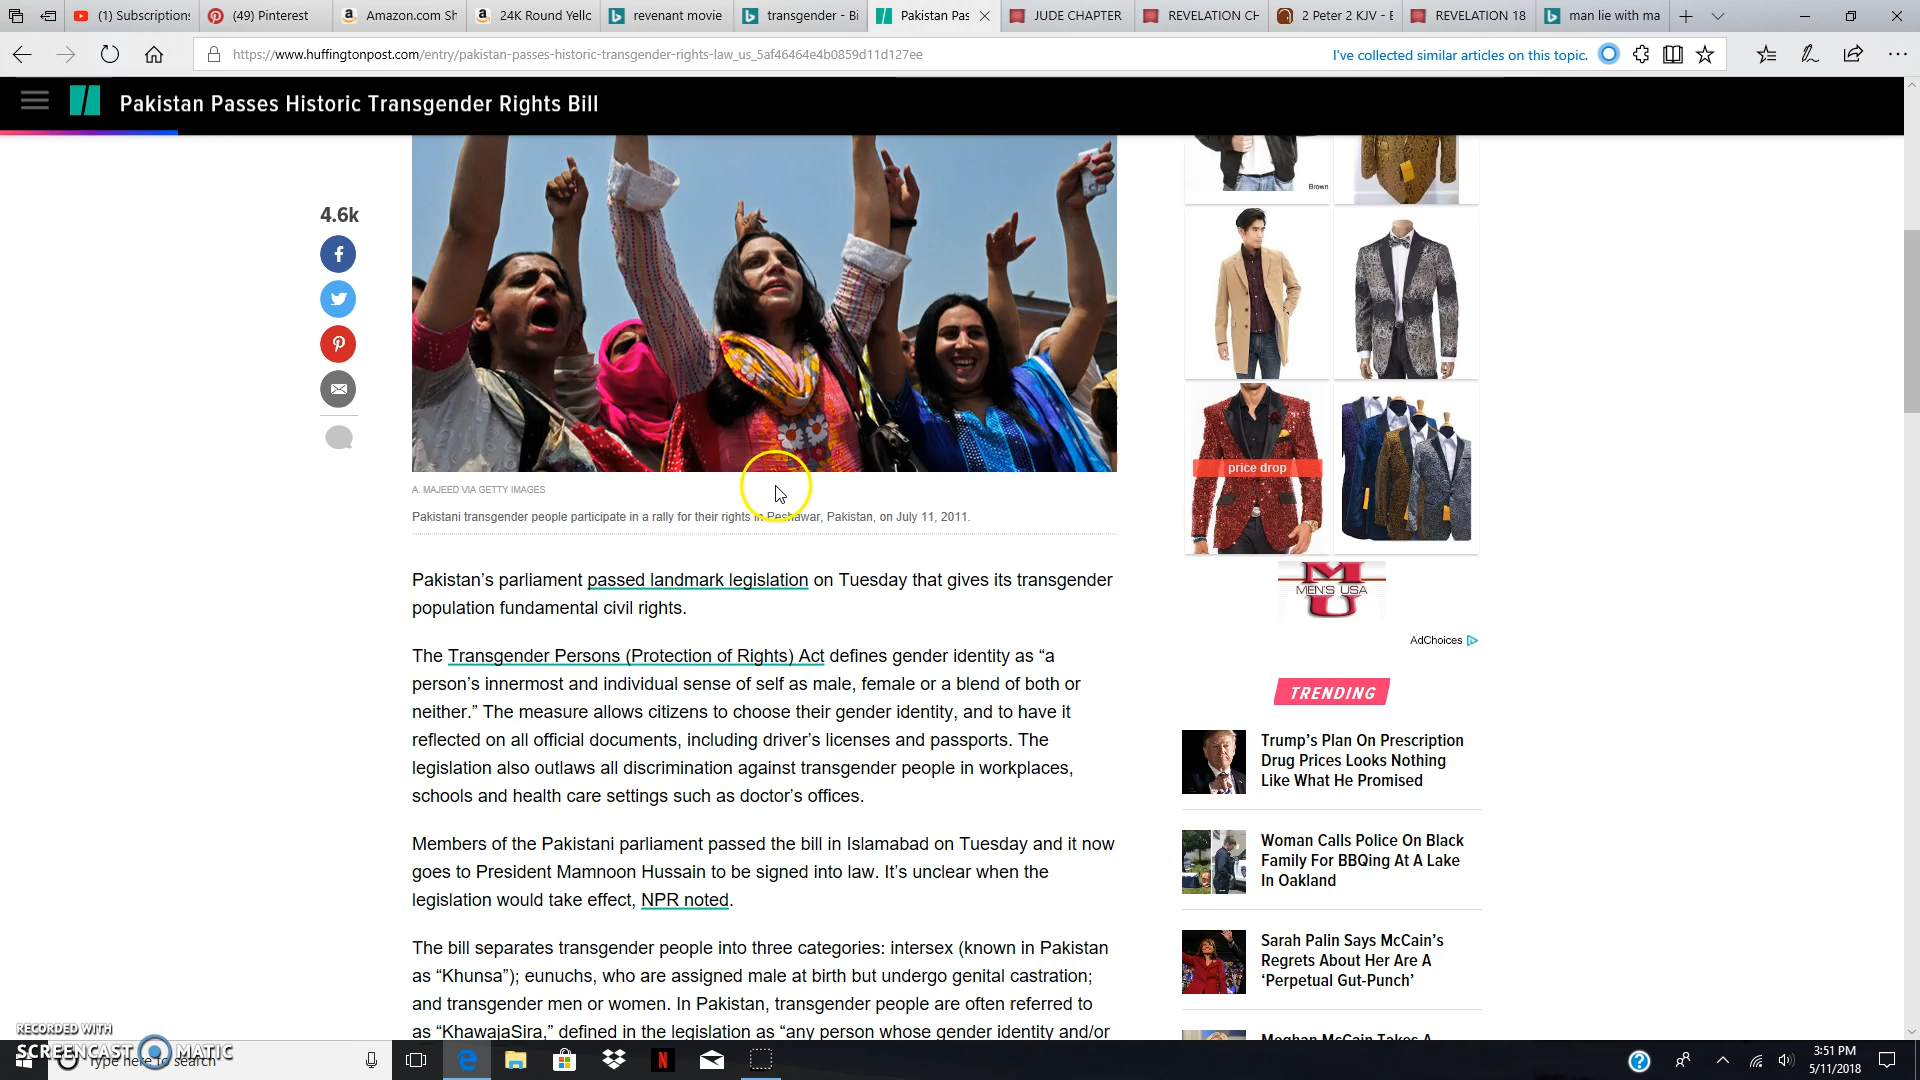 (1) Subscriptions
(49) Pinterest
Amazon.com Sh
24K Round Yello
revenant movie
transgender - Bi
Pakistan Pas
JUDE CHAPTER
REVELATION CH
2 Peter 2 KJV - E
REVELATION 18
man lie with ma
https://www.huffingtonpost.com/entry/pakistan-passes-historic-transgender-rights-law_us_5af46464e4b0859d11d127ee
I've collected similar articles on this topic.
Pakistan Passes Historic Transgender Rights Bill
4.6k
A. MAJEED VIA GETTY IMAGES
Pakistani transgender people participate in a rally for their rights in Peshawar, Pakistan, on July 11, 2011.
Pakistan’s parliament passed landmark legislation on Tuesday that gives its transgender
population fundamental civil rights.
The Transgender Persons (Protection of Rights) Act defines gender identity as “a
person’s innermost and individual sense of self as male, female or a blend of both or
neither.” The measure allows citizens to choose their gender identity, and to have it
reflected on all official documents, including driver’s licenses and passports. The
legislation also outlaws all discrimination against transgender people in workplaces,
schools and health care settings such as doctor’s offices.
Members of the Pakistani parliament passed the bill in Islamabad on Tuesday and it now
goes to President Mamnoon Hussain to be signed into law. It’s unclear when the
legislation would take effect, NPR noted.
The bill separates transgender people into three categories: intersex (known in Pakistan
as “Khunsa”); eunuchs, who are assigned male at birth but undergo genital castration;
and transgender men or women. In Pakistan, transgender people are often referred to
as “KhawajaSira,” defined in the legislation as “any person whose gender identity and/or
Brown
price drop
MEN'S USA
AdChoices
TRENDING
Trump’s Plan On Prescription
Drug Prices Looks Nothing
Like What He Promised
Woman Calls Police On Black
Family For BBQing At A Lake
In Oakland
Sarah Palin Says McCain’s
Regrets About Her Are A
‘Perpetual Gut-Punch’
Meghan McCain Takes A
RECORDED WITH
SCREENCAST MATIC
Type here to search
3:51 PM
5/11/2018